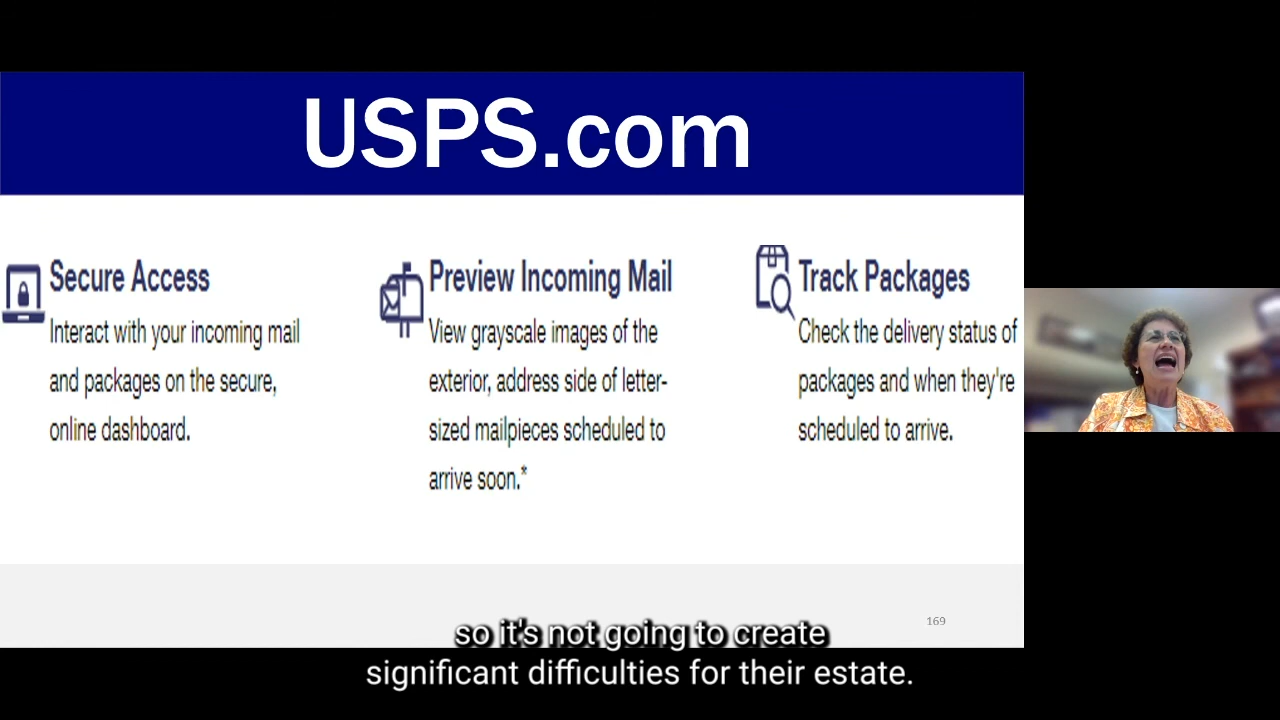 USPS.com
Secure Access
Interact with your incoming mail
and packages on the secure,
online dashboard.
Preview Incoming Mail
View grayscale images of the
exterior, address side of letter-
sized mailpieces scheduled to
arrive soon.*
Track Packages
Check the delivery status of
packages and when they're
scheduled to arrive.
169
so it's not going to create
significant difficulties for their estate.